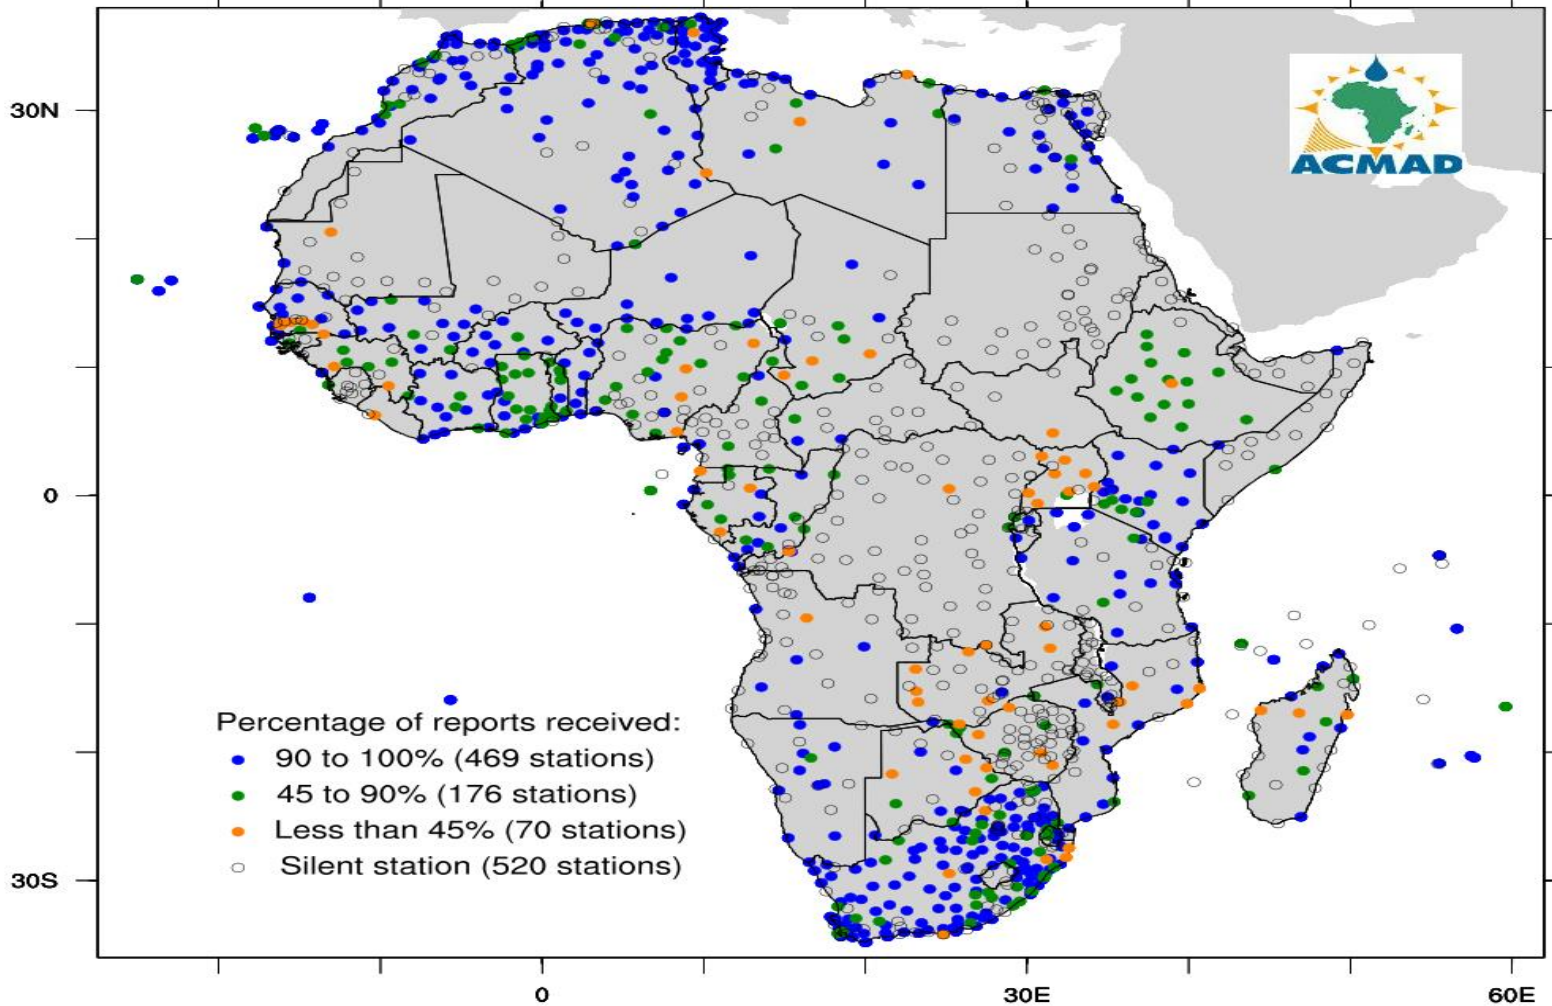 30N
ACMAD
0
Percentage of reports received:
90 to 100% (469 stations)
45 to 90% (176 stations)
Less than 45% (70 stations)
Silent station (520 stations)
30S
0
30E
60E